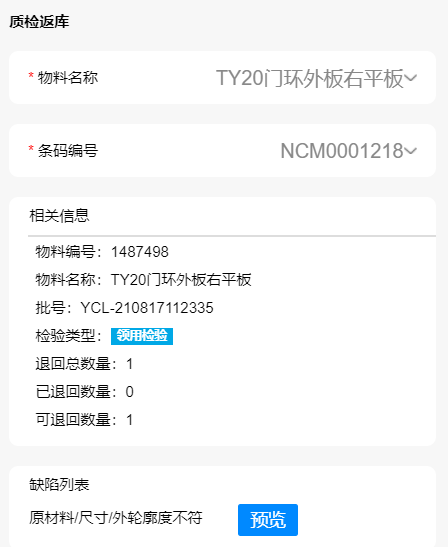 质检返库
* 物料名称 TY20门环外板右平板
* 条码编号 NCM0001218
相关信息
物料编号：1487498
物料名称：TY20门环外板右平板
批号：YCL-210817112335
检验类型：领用检验
退回总数量：1
已退回数量：0
可退回数量：1
缺陷列表
原材料/尺寸/外轮廓度不符 预览